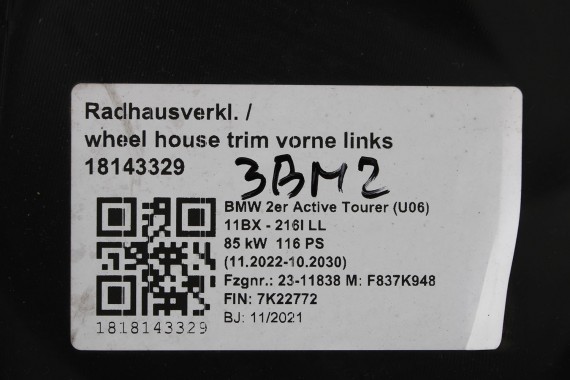 Radhausverkl. /
wheel house trim vorne links
18143329
3BM2
BMW 2er Active Tourer (U06)
11BX - 216I LL
85 kW 116 PS
(11.2022-10.2030)
Fzgnr.: 23-11838 M: F837K948
FIN: 7K22772
BJ: 11/2021
1818143329